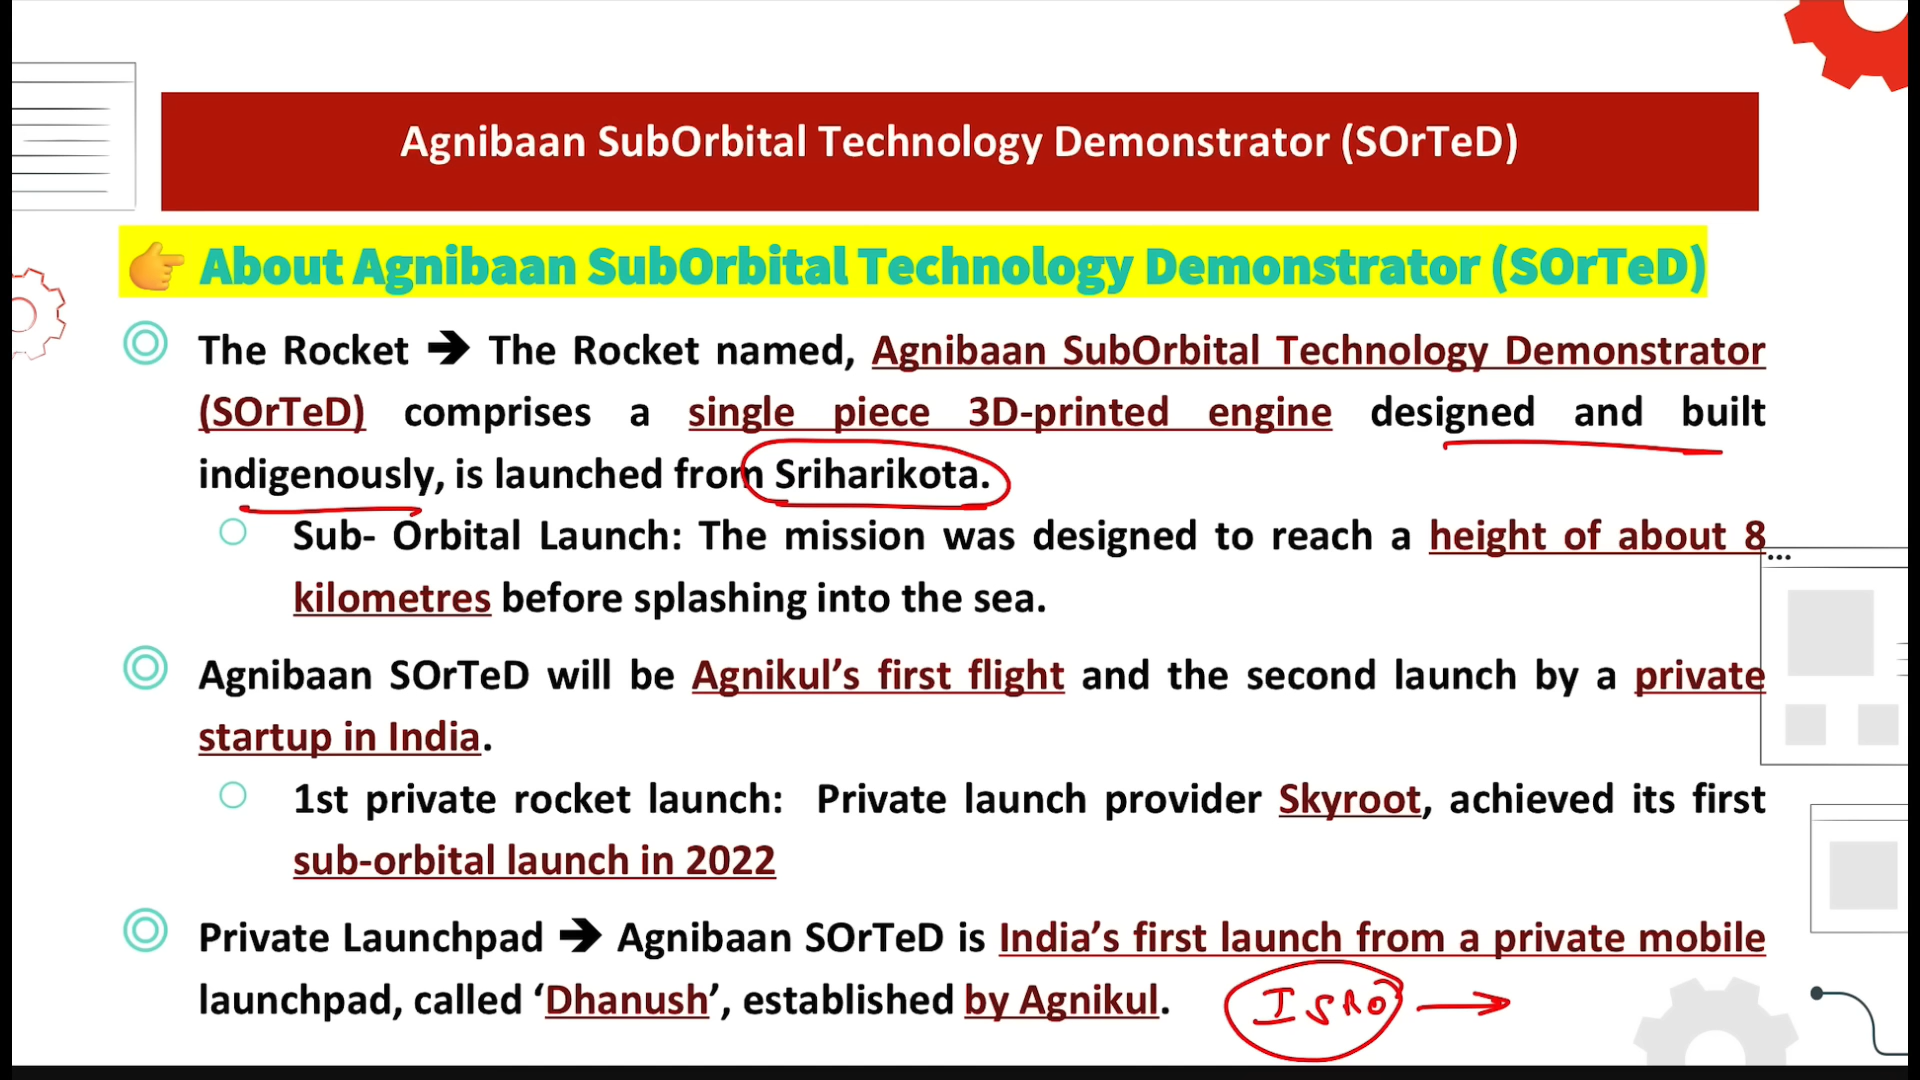 Agnibaan SubOrbital Technology Demonstrator (SOrTeD)
👉 About Agnibaan SubOrbital Technology Demonstrator (SOrTeD)
The Rocket ➔ The Rocket named, Agnibaan SubOrbital Technology Demonstrator
(SOrTeD) comprises a single piece 3D-printed engine designed and built
indigenously, is launched from Sriharikota.
Sub- Orbital Launch: The mission was designed to reach a height of about 8
kilometres before splashing into the sea.
Agnibaan SOrTeD will be Agnikul’s first flight and the second launch by a private
startup in India.
1st private rocket launch: Private launch provider Skyroot, achieved its first
sub-orbital launch in 2022
Private Launchpad ➔ Agnibaan SOrTeD is India’s first launch from a private mobile
launchpad, called ‘Dhanush’, established by Agnikul.
ISRO →